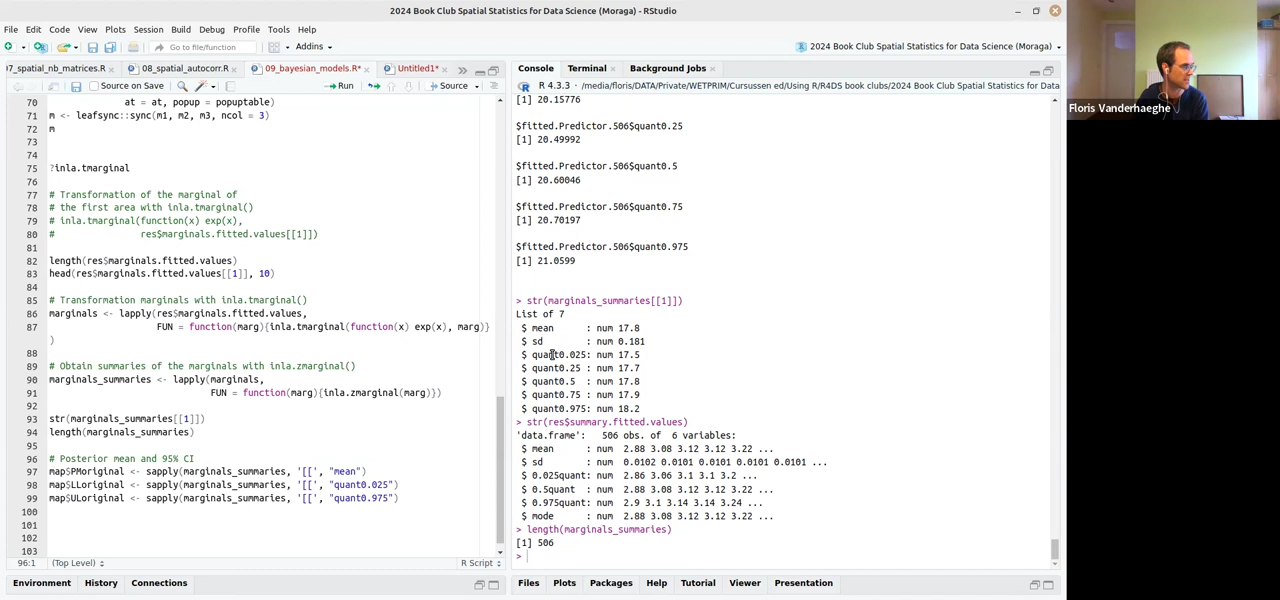 2024 Book Club Spatial Statistics for Data Science (Moraga) - RStudio
File Edit Code View Plots Session Build Debug Profile Tools Help
Go to file/function Addins 2024 Book Club Spatial Statistics for Data Science (Moraga)
7_spatial_nb_matrices.R 08_spatial_autocorr.R 09_bayesian_models.R* Untitled1*
Source on Save Run Source
70 at = at, popup = popuptable)
71 m <- leafsync::sync(m1, m2, m3, ncol = 3)
72 m
73
74
75 ?inla.tmarginal
76
77 # Transformation of the marginal of
78 # the first area with inla.tmarginal()
79 # inla.tmarginal(function(x) exp(x),
80 # res$marginals.fitted.values[[1]])
81
82 length(res$marginals.fitted.values)
83 head(res$marginals.fitted.values[[1]], 10)
84
85 # Transformation marginals with inla.tmarginal()
86 marginals <- lapply(res$marginals.fitted.values,
87 FUN = function(marg){inla.tmarginal(function(x) exp(x), marg)}
)
88
89 # Obtain summaries of the marginals with inla.zmarginal()
90 marginals_summaries <- lapply(marginals,
91 FUN = function(marg){inla.zmarginal(marg)})
92
93 str(marginals_summaries[[1]])
94 length(marginals_summaries)
95
96 # Posterior mean and 95% CI
97 map$PMoriginal <- sapply(marginals_summaries, '[[', "mean")
98 map$LLoriginal <- sapply(marginals_summaries, '[[', "quant0.025")
99 map$ULoriginal <- sapply(marginals_summaries, '[[', "quant0.975")
100
101
102
103
96:1 (Top Level) R Script
Environment History Connections
Console Terminal Background Jobs
R 4.3.3 · /media/floris/DATA/Private/WETPRIM/Cursussen ed/Using R/R4DS book clubs/2024 Book Club Spatial Statistics for Data
[1] 20.15776
$fitted.Predictor.506$quant0.25
[1] 20.49992
$fitted.Predictor.506$quant0.5
[1] 20.60046
$fitted.Predictor.506$quant0.75
[1] 20.70197
$fitted.Predictor.506$quant0.975
[1] 21.0599
> str(marginals_summaries[[1]])
List of 7
$ mean : num 17.8
$ sd : num 0.181
$ quant0.025: num 17.5
$ quant0.25 : num 17.7
$ quant0.5 : num 17.8
$ quant0.75 : num 17.9
$ quant0.975: num 18.2
> str(res$summary.fitted.values)
'data.frame': 506 obs. of 6 variables:
$ mean : num 2.88 3.08 3.12 3.12 3.22 ...
$ sd : num 0.0102 0.0101 0.0101 0.0101 0.0101 ...
$ 0.025quant: num 2.86 3.06 3.1 3.1 3.2 ...
$ 0.5quant : num 2.88 3.08 3.12 3.12 3.22 ...
$ 0.975quant: num 2.9 3.1 3.14 3.14 3.24 ...
$ mode : num 2.88 3.08 3.12 3.12 3.22 ...
> length(marginals_summaries)
[1] 506
>
Files Plots Packages Help Tutorial Viewer Presentation
Floris Vanderhaeghe